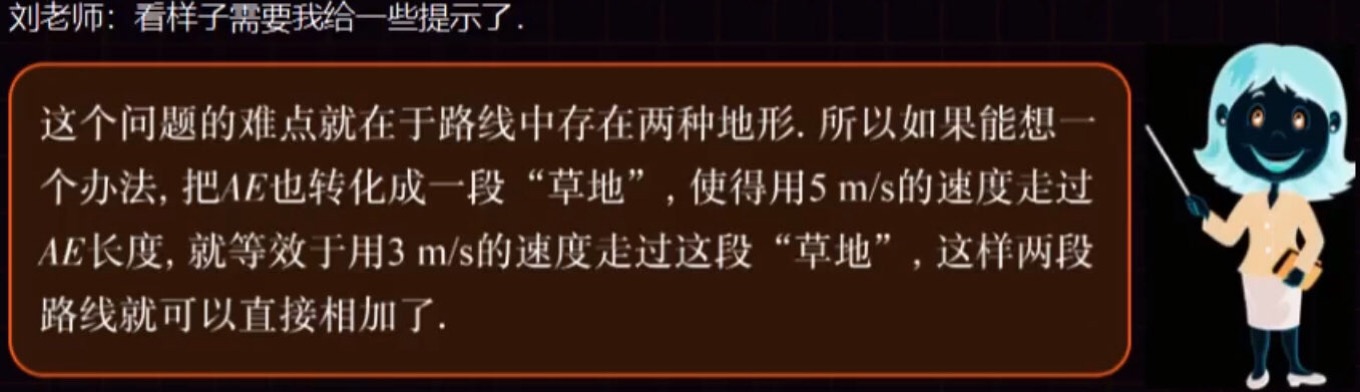 刘老师：看样子需要我给一些提示了.
这个问题的难点就在于路线中存在两种地形. 所以如果能想一
个办法, 把AE也转化成一段“草地”, 使得用5 m/s的速度走过
AE长度, 就等效于用3 m/s的速度走过这段“草地”, 这样两段
路线就可以直接相加了.